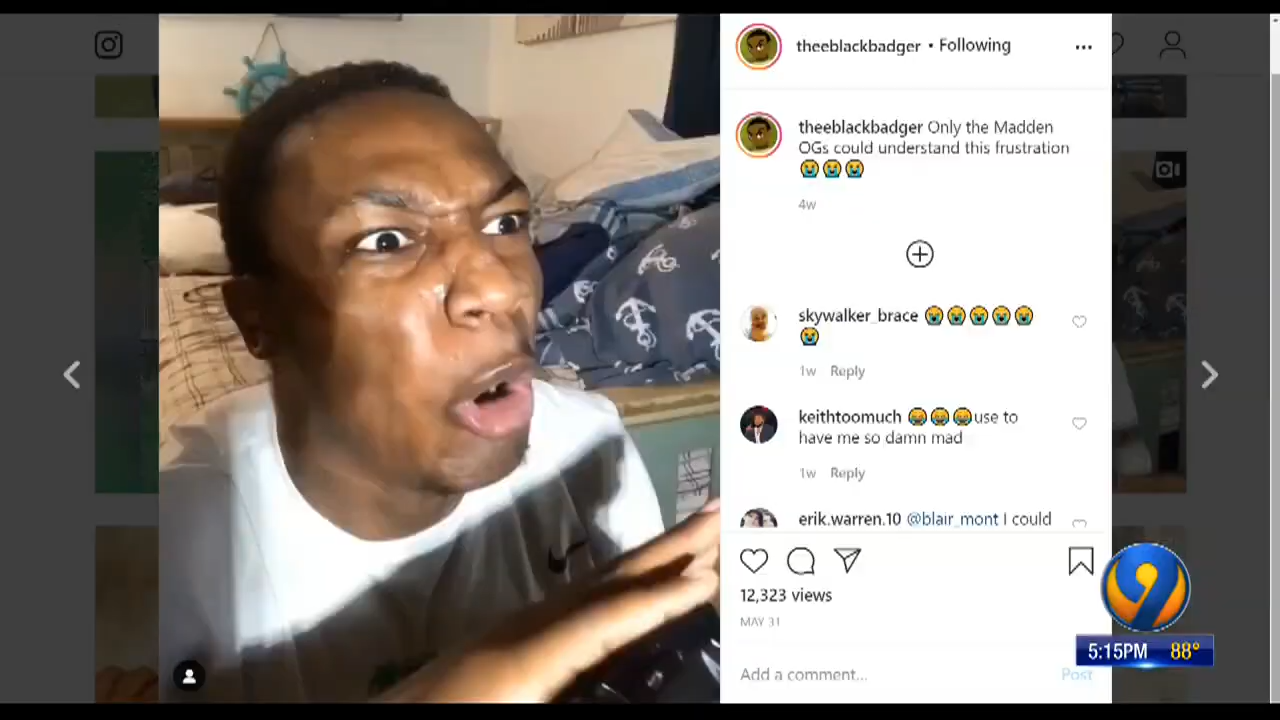 theeblackbadger • Following
theeblackbadger Only the Madden
OGs could understand this frustration
😭😭😭
4w
skywalker_brace 😭😭😭😭😭
😭
1w Reply
keithtoomuch 😂😂😂use to
have me so damn mad
1w Reply
erik.warren.10 @blair_mont I could
12,323 views
MAY 31
9
5:15PM 88°
Add a comment... Post